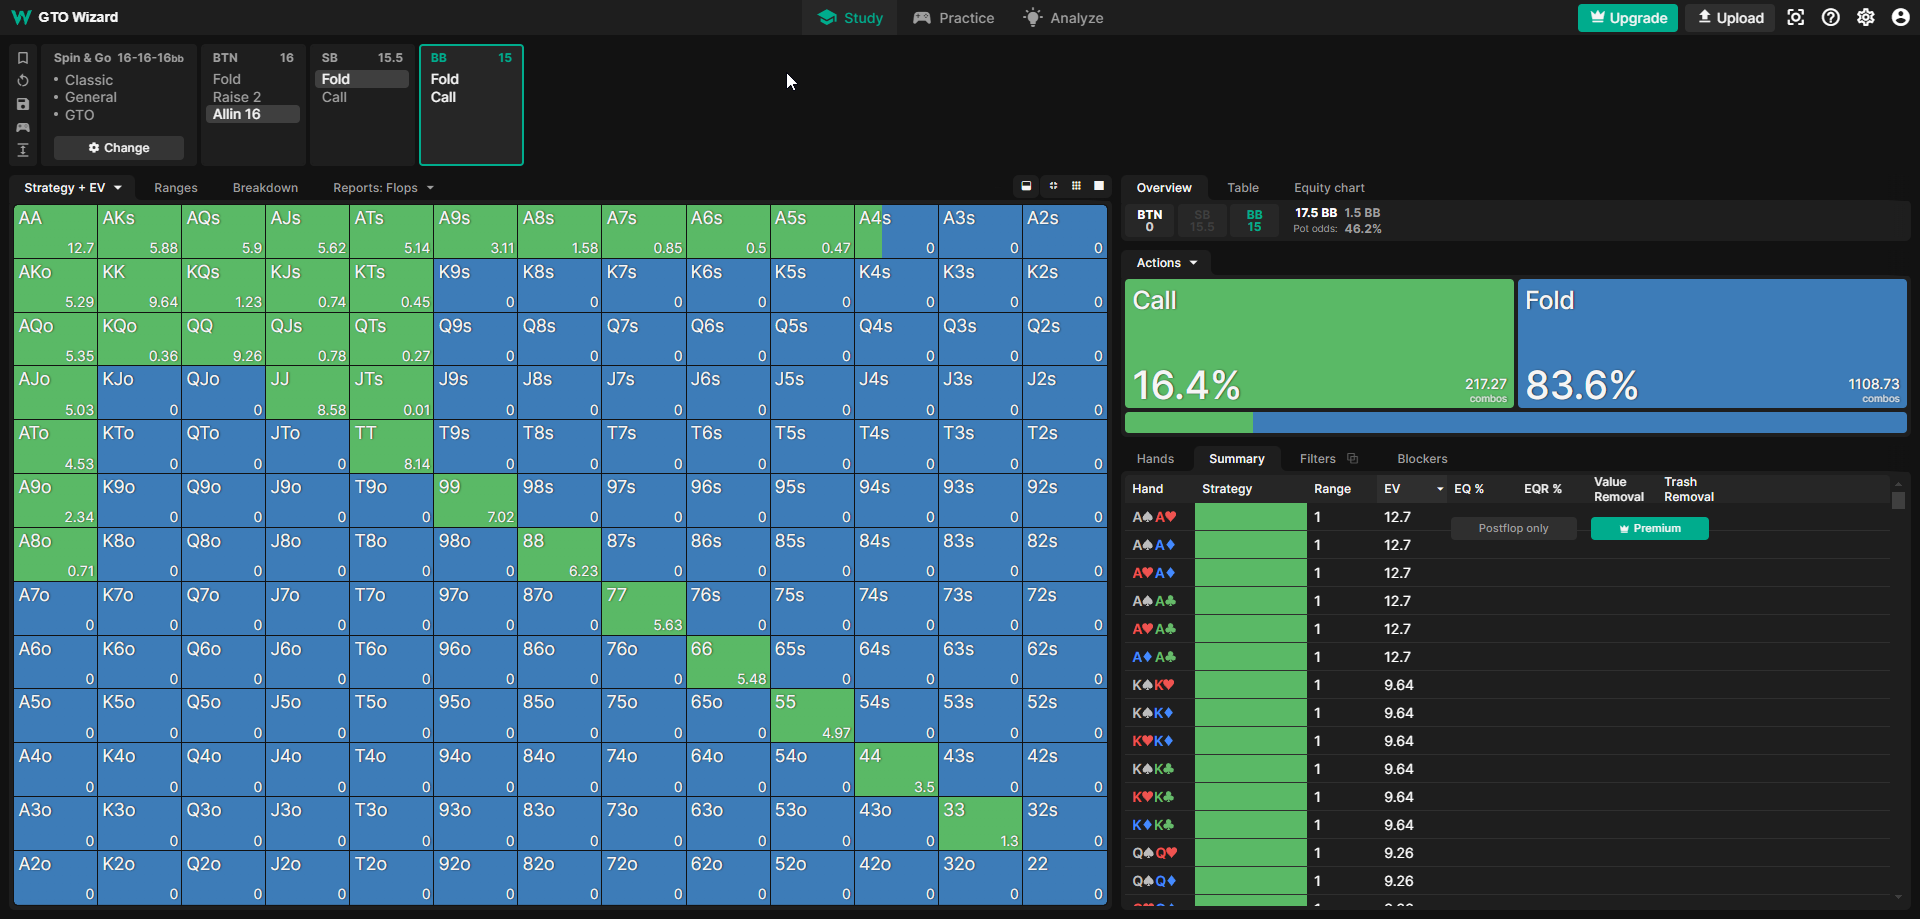 GTO Wizard
Study
Practice
Analyze
Upgrade
Upload
Spin & Go 16-16-16bb
• Classic
• General
• GTO
Change
BTN 16
Fold
Raise 2
Allin 16
SB 15.5
Fold
Call
BB 15
Fold
Call
Strategy + EV
Ranges
Breakdown
Reports: Flops
AA AKs AQs AJs ATs A9s A8s A7s A6s A5s A4s A3s A2s
12.7 5.88 5.9 5.62 5.14 3.11 1.58 0.85 0.5 0.47 0 0 0
AKo KK KQs KJs KTs K9s K8s K7s K6s K5s K4s K3s K2s
5.29 9.64 1.23 0.74 0.45 0 0 0 0 0 0 0 0
AQo KQo QQ QJs QTs Q9s Q8s Q7s Q6s Q5s Q4s Q3s Q2s
5.35 0.36 9.26 0.78 0.27 0 0 0 0 0 0 0 0
AJo KJo QJo JJ JTs J9s J8s J7s J6s J5s J4s J3s J2s
5.03 0 0 8.58 0.01 0 0 0 0 0 0 0 0
ATo KTo QTo JTo TT T9s T8s T7s T6s T5s T4s T3s T2s
4.53 0 0 0 8.14 0 0 0 0 0 0 0 0
A9o K9o Q9o J9o T9o 99 98s 97s 96s 95s 94s 93s 92s
2.34 0 0 0 0 7.02 0 0 0 0 0 0 0
A8o K8o Q8o J8o T8o 98o 88 87s 86s 85s 84s 83s 82s
0.71 0 0 0 0 0 6.23 0 0 0 0 0 0
A7o K7o Q7o J7o T7o 97o 87o 77 76s 75s 74s 73s 72s
0 0 0 0 0 0 0 5.63 0 0 0 0 0
A6o K6o Q6o J6o T6o 96o 86o 76o 66 65s 64s 63s 62s
0 0 0 0 0 0 0 0 5.48 0 0 0 0
A5o K5o Q5o J5o T5o 95o 85o 75o 65o 55 54s 53s 52s
0 0 0 0 0 0 0 0 0 4.97 0 0 0
A4o K4o Q4o J4o T4o 94o 84o 74o 64o 54o 44 43s 42s
0 0 0 0 0 0 0 0 0 0 3.5 0 0
A3o K3o Q3o J3o T3o 93o 83o 73o 63o 53o 43o 33 32s
0 0 0 0 0 0 0 0 0 0 0 1.3 0
A2o K2o Q2o J2o T2o 92o 82o 72o 62o 52o 42o 32o 22
0 0 0 0 0 0 0 0 0 0 0 0 0
Overview
Table
Equity chart
BTN
0
SB
15.5
BB
15
17.5 BB 1.5 BB
Pot odds: 46.2%
Actions
Call
16.4%
217.27
combos
Fold
83.6%
1108.73
combos
Hands
Summary
Filters
Blockers
Hand Strategy Range EV EQ % EQR % Value Removal Trash Removal
Postflop only
Premium
A♠A♥ 1 12.7
A♠A♦ 1 12.7
A♥A♦ 1 12.7
A♠A♣ 1 12.7
A♥A♣ 1 12.7
A♦A♣ 1 12.7
K♠K♥ 1 9.64
K♠K♦ 1 9.64
K♥K♦ 1 9.64
K♠K♣ 1 9.64
K♥K♣ 1 9.64
K♦K♣ 1 9.64
Q♠Q♥ 1 9.26
Q♠Q♦ 1 9.26